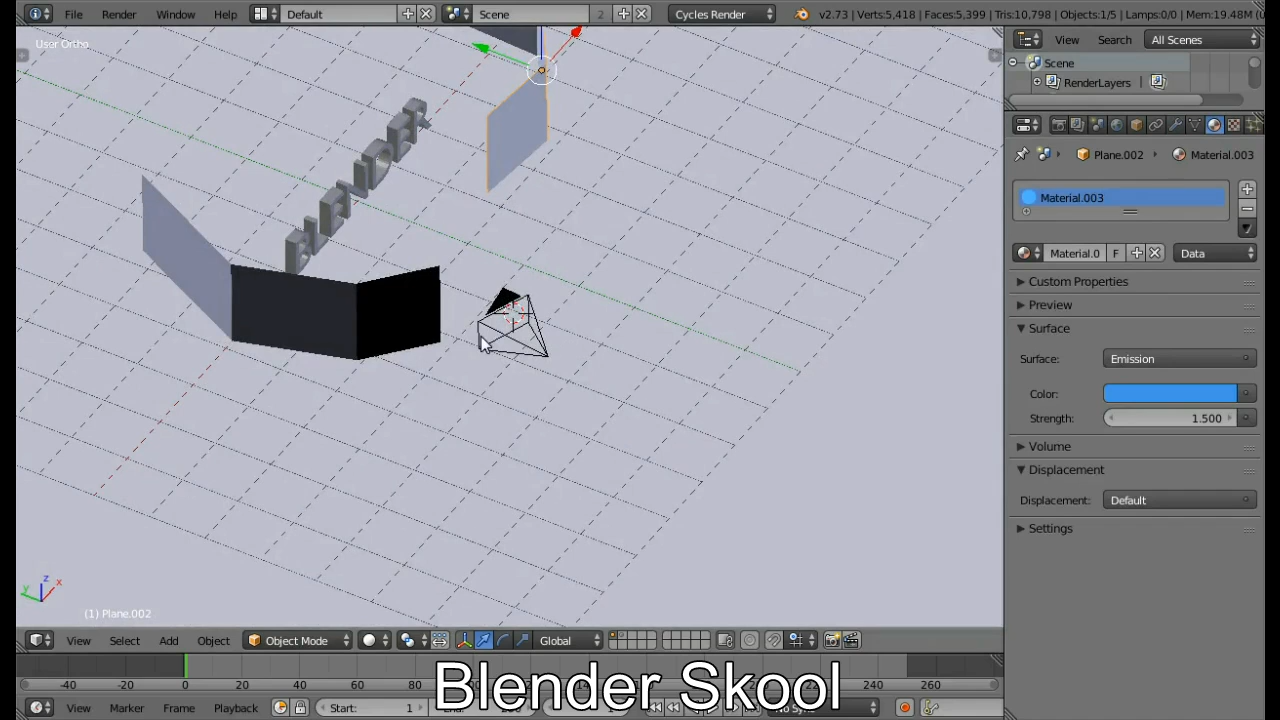 File Render Window Help Default Scene 2 Cycles Render v2.73 | Verts:5,418 | Faces:5,399 | Tris:10,798 | Objects:1/5 | Lamps:0/0 | Mem:19.48M
User Ortho
View Search All Scenes
Scene
RenderLayers
Plane.002 Material.003
Material.003
Material.0 F Data
Custom Properties
Preview
Surface
Surface: Emission
Color:
Strength: 1.500
Volume
Displacement
Displacement: Default
Settings
BLENDER
z
y x
(1) Plane.002
View Select Add Object Object Mode Global
-40 -20 0 20 40 60 80 240 260
Blender Skool
View Marker Frame Playback Start: 1